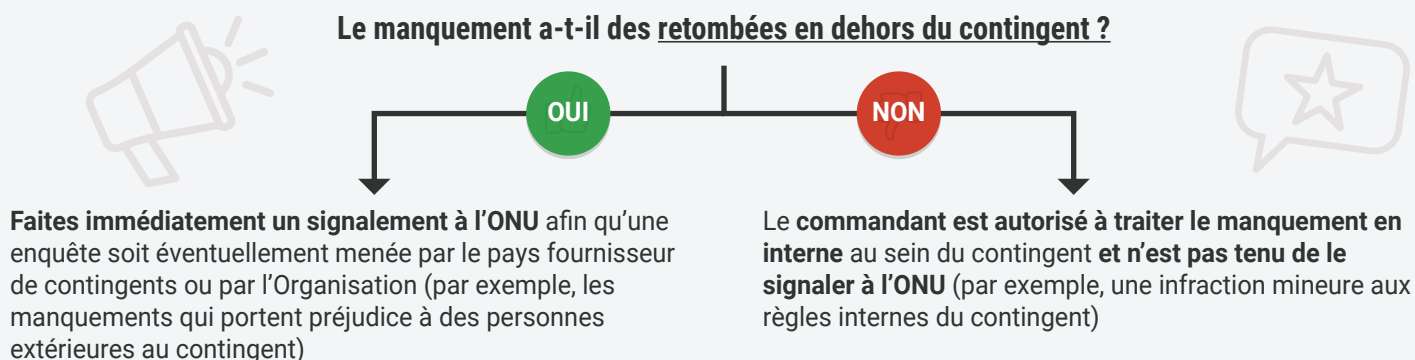 Le manquement a-t-il des retombées en dehors du contingent ?
OUI
NON
Faites immédiatement un signalement à l’ONU afin qu’une
enquête soit éventuellement menée par le pays fournisseur
de contingents ou par l’Organisation (par exemple, les
manquements qui portent préjudice à des personnes
extérieures au contingent)
Le commandant est autorisé à traiter le manquement en
interne au sein du contingent et n’est pas tenu de le
signaler à l’ONU (par exemple, une infraction mineure aux
règles internes du contingent)